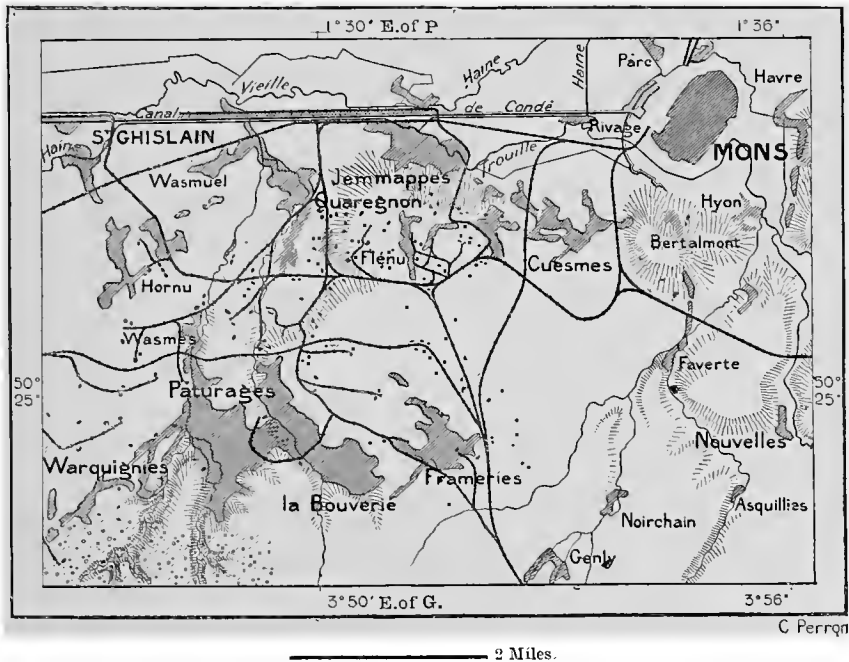 1°30' E. of P
1°36'
Parc
Havre
Haine
Haine
Vieille
Canal
de Condé
Rivage
MONS
ST GHISLAIN
Haine
Trouille
Wasmuel
Jemmappes
Quaregnon
Hyon
Bertalmont
Flénu
Cuesmes
Hornu
Wasmes
Faverte
50°
25'
50°
25'
Paturages
Nouvelles
Warquignies
Frameries
la Bouverie
Noirchain
Asquillies
Genly
3°50' E. of G.
3°56'
C Perron
2 Miles.